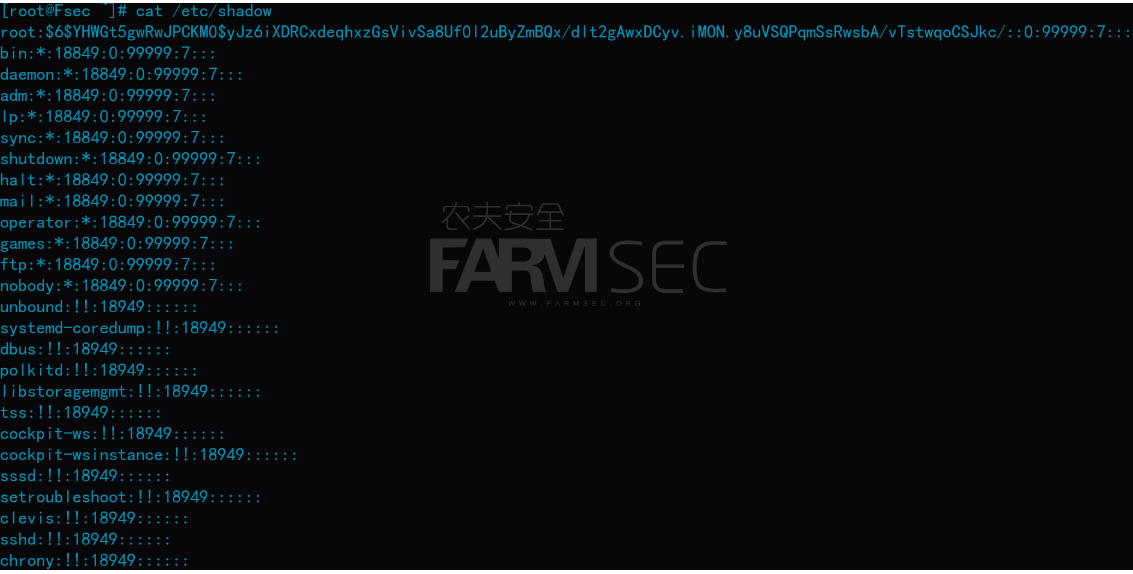 [root@Fsec ~]# cat /etc/shadow
root:$6$YHWGt5gwRwJPCKMO$yJz6iXDRCxdeqhxzGsVivSa8Uf0l2uByZmBQx/dlt2gAwxDCyv.iMON.y8uVSQPqmSsRwsbA/vTstwqoCSJkc/::0:99999:7:::
bin:*:18849:0:99999:7:::
daemon:*:18849:0:99999:7:::
adm:*:18849:0:99999:7:::
lp:*:18849:0:99999:7:::
sync:*:18849:0:99999:7:::
shutdown:*:18849:0:99999:7:::
halt:*:18849:0:99999:7:::
mail:*:18849:0:99999:7:::
operator:*:18849:0:99999:7:::
games:*:18849:0:99999:7:::
ftp:*:18849:0:99999:7:::
nobody:*:18849:0:99999:7:::
unbound:!!:18949::::::
systemd-coredump:!!:18949::::::
dbus:!!:18949::::::
polkitd:!!:18949::::::
libstoragemgmt:!!:18949::::::
tss:!!:18949::::::
cockpit-ws:!!:18949::::::
cockpit-wsinstance:!!:18949::::::
sssd:!!:18949::::::
setroubleshoot:!!:18949::::::
clevis:!!:18949::::::
sshd:!!:18949::::::
chrony:!!:18949::::::
农夫安全
FARMSEC
WWW.FARMSEC.ORG